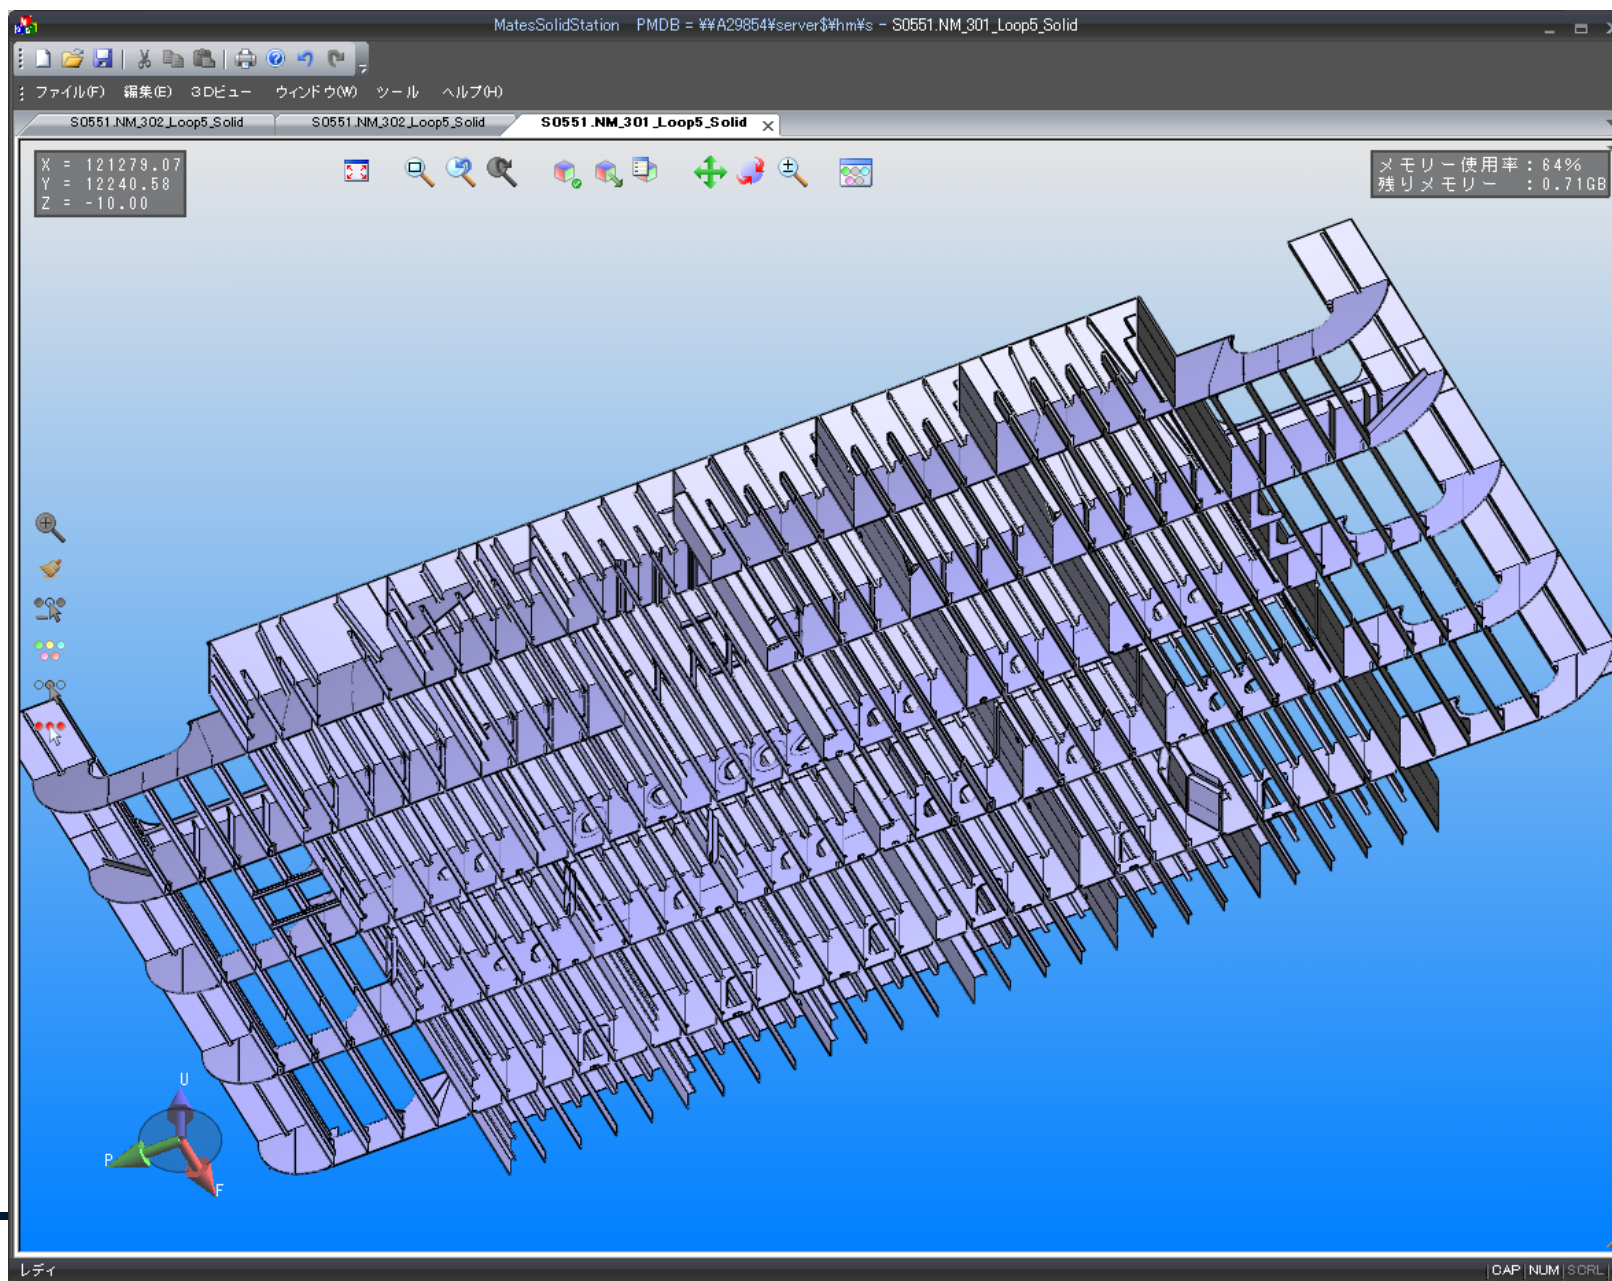 MatesSolidStation PMDB = ¥¥A29854¥server$¥hm¥s - S0551.NM_301_Loop5_Solid
ファイル(F) 編集(E) 3Dビュー ウィンドウ(W) ツール ヘルプ(H)
S0551.NM_302_Loop5_Solid S0551.NM_302_Loop5_Solid S0551.NM_301_Loop5_Solid
X = 121279.07
Y = 12240.58
Z = -10.00
メモリー使用率:64%
残りメモリー :0.71GB
U
P
F
レディ
CAP NUM SCRL